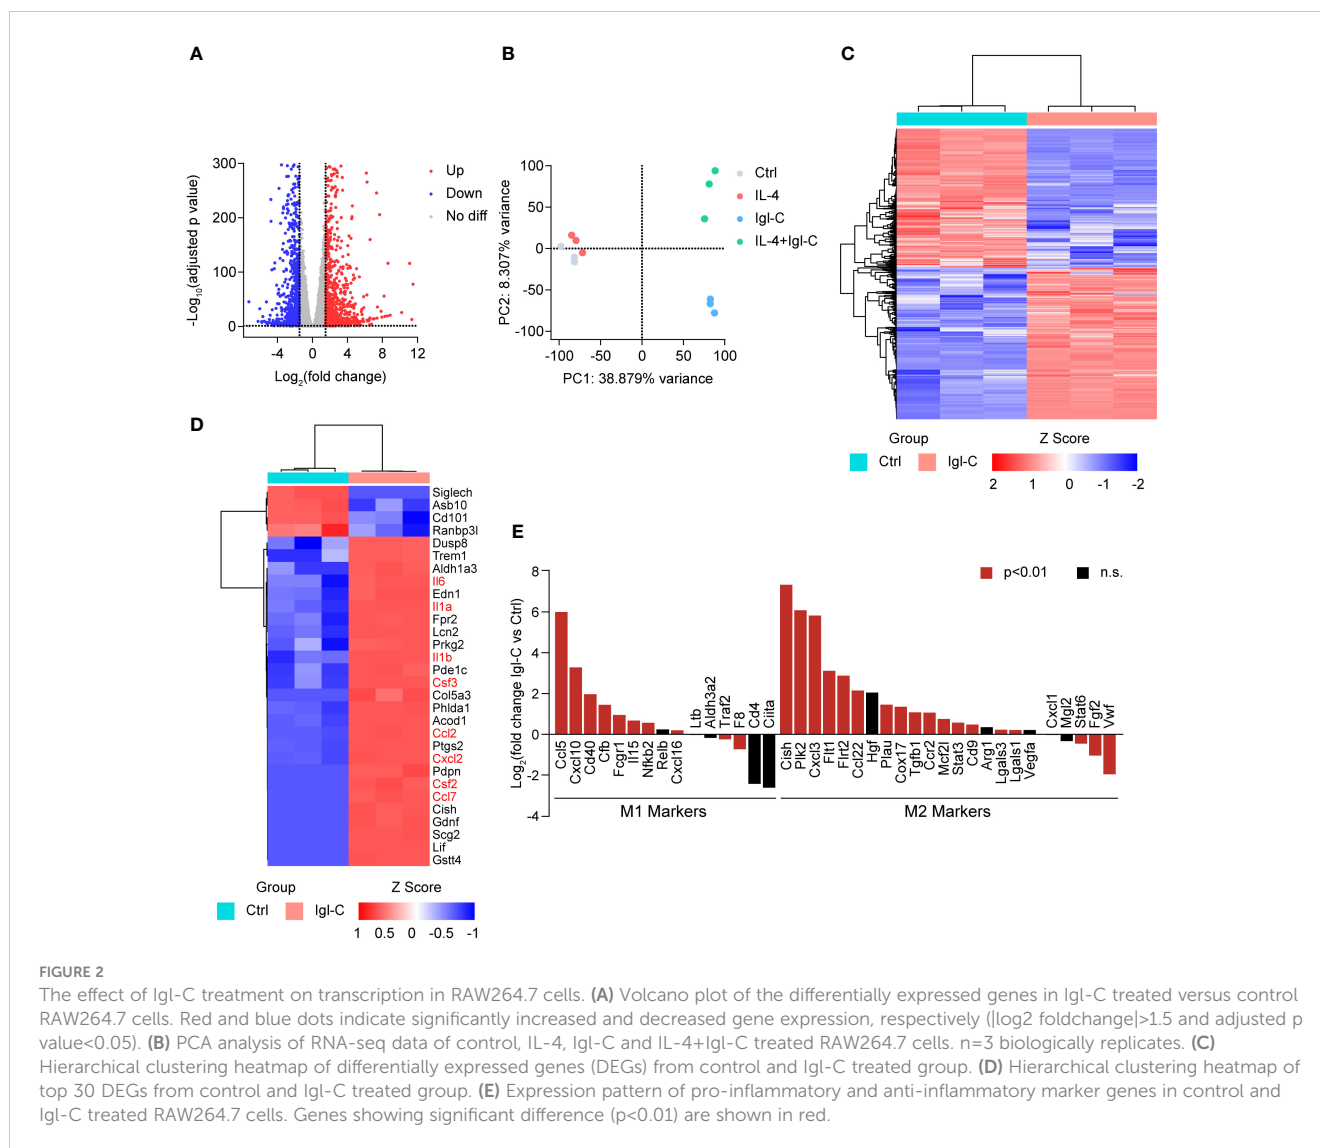 A
B
C
300
200
100
0
-Log10(adjusted p value)
-4
0
4
8
12
Log2(fold change)
Up
Down
No diff
100
50
0
-50
-100
PC2: 8.307% variance
-100
-50
0
50
100
PC1: 38.879% variance
Ctrl
IL-4
Igl-C
IL-4+Igl-C
Group
Z Score
Ctrl
Igl-C
2
1
0
-1
-2
D
Siglech
Asb10
Cd101
Ranbp3l
Dusp8
Trem1
Aldh1a3
Il6
Edn1
Il1a
Fpr2
Lcn2
Prkg2
Il1b
Pde1c
Csf3
Col5a3
Phlda1
Acod1
Ccl2
Ptgs2
Cxcl2
Pdpn
Csf2
Ccl7
Cish
Gdnf
Scg2
Lif
Gstt4
Group
Z Score
Ctrl
Igl-C
1
0.5
0
-0.5
-1
E
p<0.01
n.s.
8
6
4
2
0
-2
-4
Log2(fold change Igl-C vs Ctrl)
Ccl5
Cxcl10
Cd40
Cfb
Fcgr1
Il15
Nfkb2
Relb
Cxcl16
Ltb
Aldh3a2
Traf2
F8
Cd4
Ciita
M1 Markers
Cish
Plk2
Cxcl3
Flt1
Flrt2
Ccl22
Hgf
Plau
Cox17
Tgfb1
Ccr2
Mcf2l
Stat3
Cd9
Arg1
Lgals3
Lgals1
Vegfa
Cxcl1
Mgl2
Stat6
Fgf2
Vwf
M2 Markers
FIGURE 2
The effect of Igl-C treatment on transcription in RAW264.7 cells. (A) Volcano plot of the differentially expressed genes in Igl-C treated versus control
RAW264.7 cells. Red and blue dots indicate significantly increased and decreased gene expression, respectively (|log2 foldchange|>1.5 and adjusted p
value<0.05). (B) PCA analysis of RNA-seq data of control, IL-4, Igl-C and IL-4+Igl-C treated RAW264.7 cells. n=3 biologically replicates. (C)
Hierarchical clustering heatmap of differentially expressed genes (DEGs) from control and Igl-C treated group. (D) Hierarchical clustering heatmap of
top 30 DEGs from control and Igl-C treated group. (E) Expression pattern of pro-inflammatory and anti-inflammatory marker genes in control and
Igl-C treated RAW264.7 cells. Genes showing significant difference (p<0.01) are shown in red.